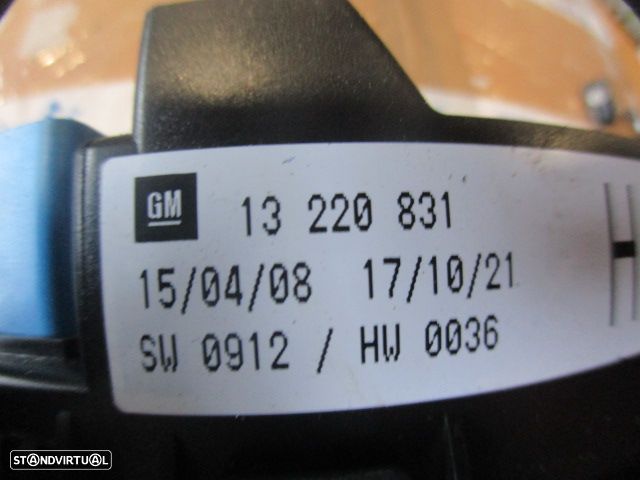 GM 13 220 831
15/04/08 17/10/21
SW 0912 / HW 0036
STANDVIRTUAL